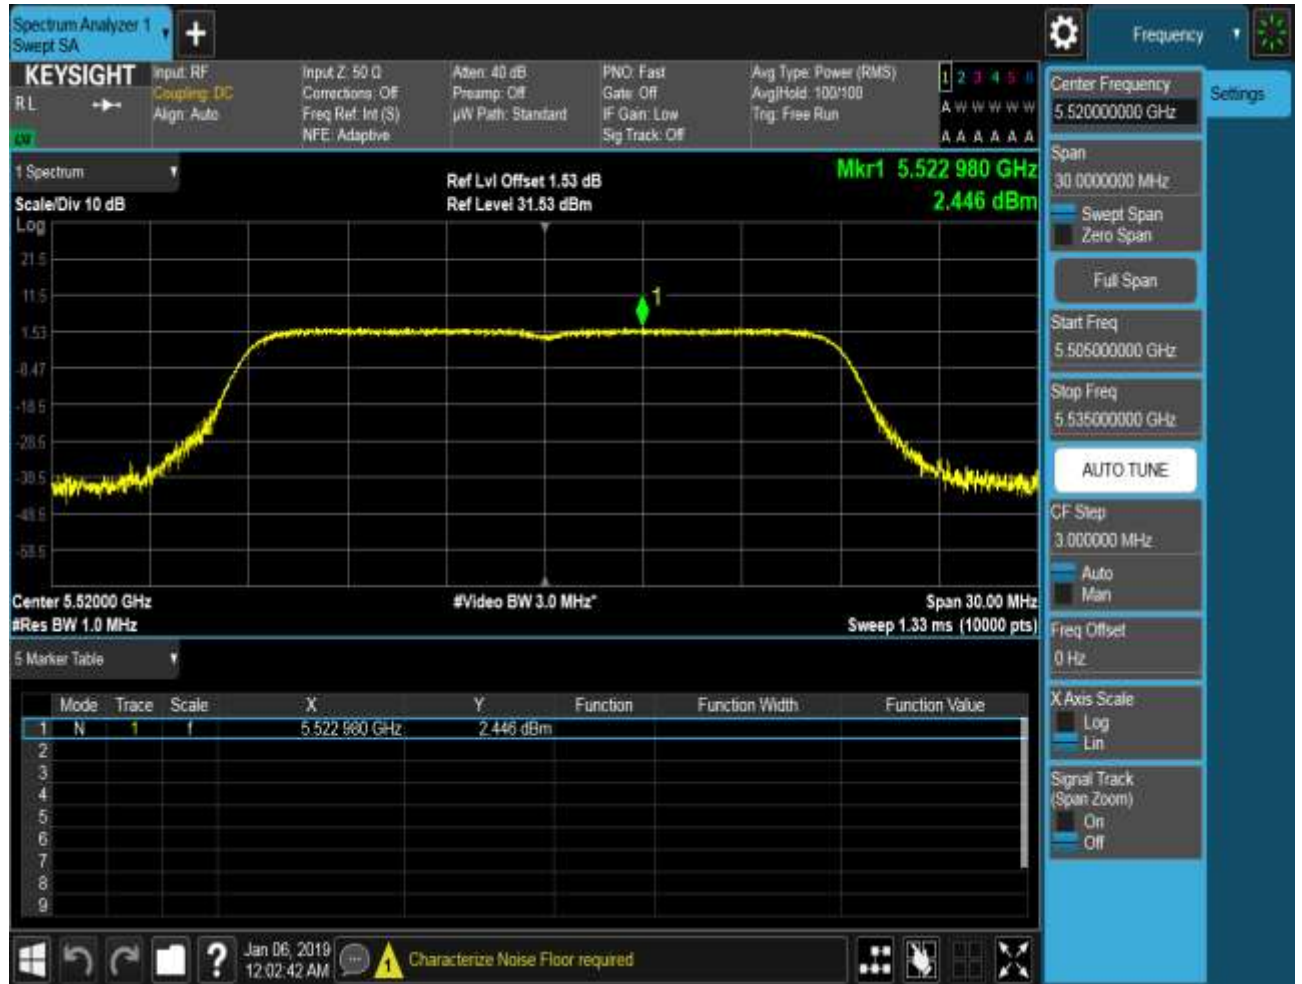 Spectrum Analyzer 1
Swept SA
+
Frequency
KEYSIGHT
RL
Input: RF
Coupling: DC
Align: Auto
Input Z: 50 Ω
Corrections: Off
Freq Ref: Int (S)
NFE: Adaptive
Atten: 40 dB
Preamp: Off
µW Path: Standard
PNO: Fast
Gate: Off
IF Gain: Low
Sig Track: Off
Avg Type: Power (RMS)
Avg|Hold: 100/100
Trig: Free Run
1 2 3 4 5 6
A W W W W W
A A A A A A
1 Spectrum
Scale/Div 10 dB
Ref Lvl Offset 1.53 dB
Ref Level 31.53 dBm
Mkr1 5.522 980 GHz
2.446 dBm
Log
21.5
11.5
1.53
-8.47
-18.5
-28.5
-38.5
-48.5
-58.5
1
Center 5.52000 GHz
#Res BW 1.0 MHz
#Video BW 3.0 MHz*
Span 30.00 MHz
Sweep 1.33 ms (10000 pts)
5 Marker Table
Mode Trace Scale X Y Function Function Width Function Value
1 N 1 f 5.522 980 GHz 2.446 dBm
2
3
4
5
6
7
8
9
Center Frequency
5.520000000 GHz
Settings
Span
30.0000000 MHz
Swept Span
Zero Span
Full Span
Start Freq
5.505000000 GHz
Stop Freq
5.535000000 GHz
AUTO TUNE
CF Step
3.000000 MHz
Auto
Man
Freq Offset
0 Hz
X Axis Scale
Log
Lin
Signal Track
(Span Zoom)
On
Off
?
Jan 06, 2019
12:02:42 AM
Characterize Noise Floor required